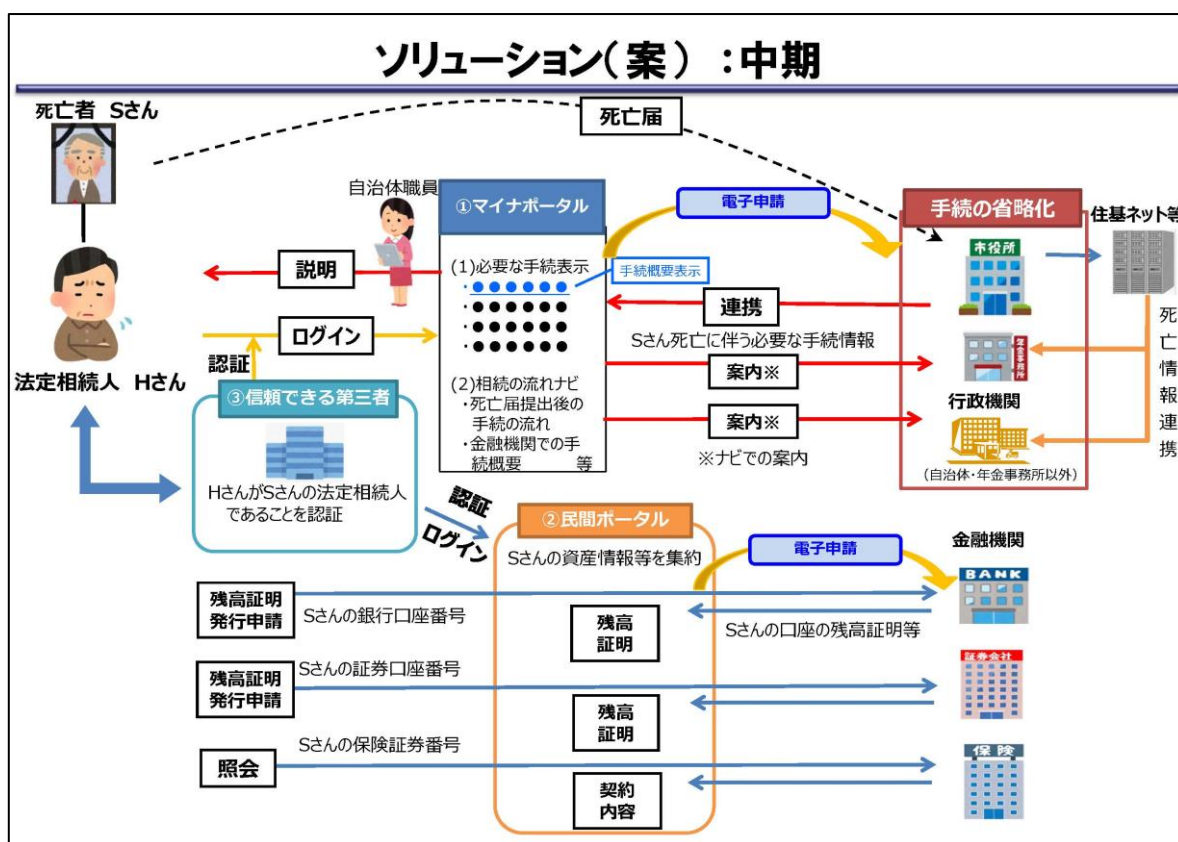 ソリューション（案）：中期
死亡者 Sさん
死亡届
自治体職員
①マイナポータル
電子申請
手続の省略化
住基ネット等
市役所
説明
(1)必要な手続表示
手続概要表示
・●●●●●●
・●●●●●●
・●●●●●●
・●●●●●●
連携
Sさん死亡に伴う必要な手続情報
ログイン
認証
案内※
年金事務所
死亡情報連携
法定相続人 Hさん
(2)相続の流れナビ
・死亡届提出後の
手続の流れ
・金融機関での手
続概要 等
案内※
※ナビでの案内
行政機関
（自治体・年金事務所以外）
③信頼できる第三者
HさんがSさんの法定相続人
であることを認証
認証
ログイン
②民間ポータル
Sさんの資産情報等を集約
電子申請
金融機関
BANK
残高証明
発行申請
Sさんの銀行口座番号
残高
証明
Sさんの口座の残高証明等
残高証明
発行申請
Sさんの証券口座番号
残高
証明
証券会社
照会
Sさんの保険証券番号
契約
内容
保険